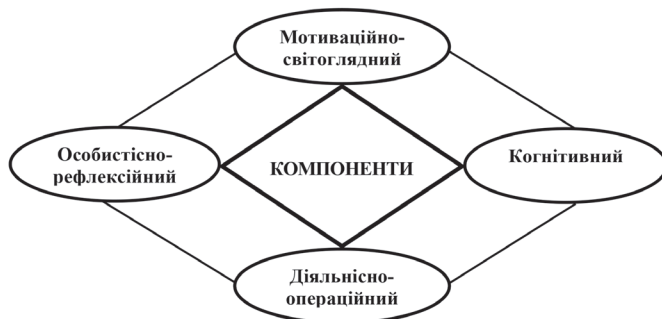 Мотиваційно-
світоглядний
Особистісно-
рефлексійний
КОМПОНЕНТИ
Когнітивний
Діяльнісно-
операційний